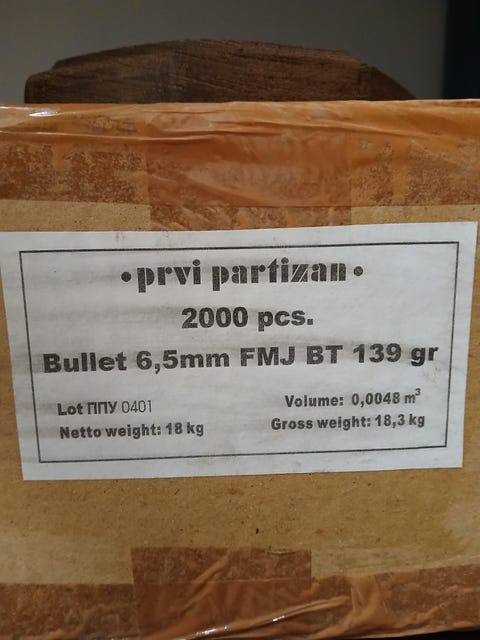 •prvi partizan•
2000 pcs.
Bullet 6,5mm FMJ BT 139 gr
Lot ППУ 0401
Volume: 0,0048 m³
Netto weight: 18 kg
Gross weight: 18,3 kg